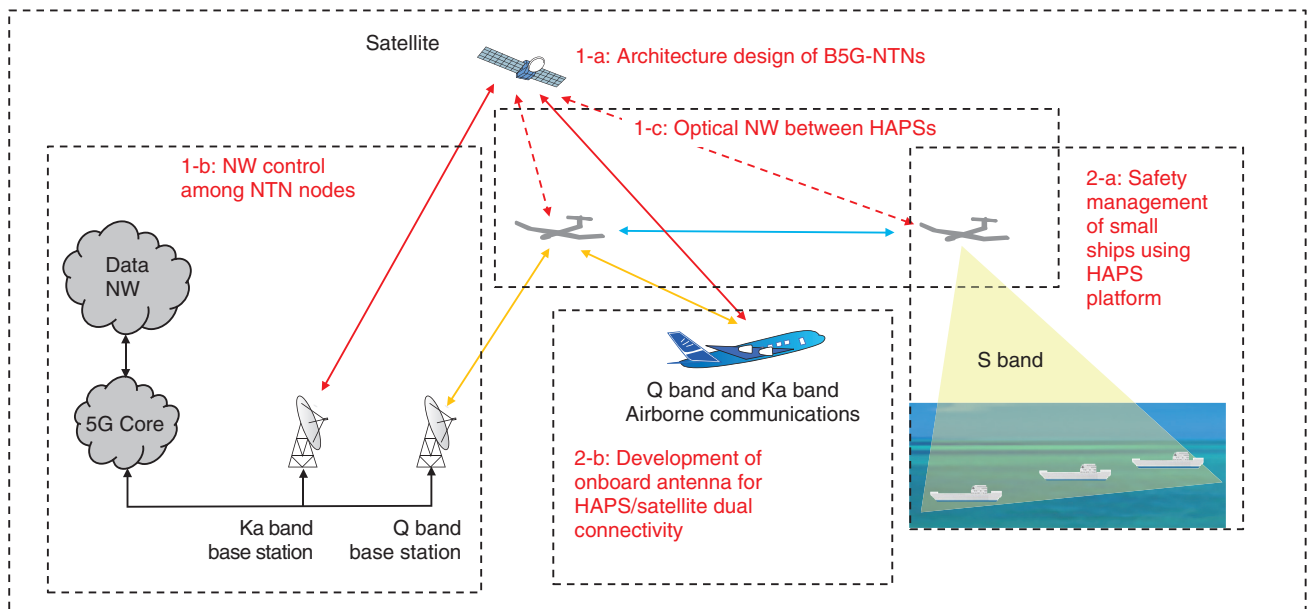 Satellite
1-a: Architecture design of B5G-NTNs
1-c: Optical NW between HAPSs
1-b: NW control
among NTN nodes
2-a: Safety
management
of small
ships using
HAPS
platform
Data
NW
5G Core
S band
Q band and Ka band
Airborne communications
2-b: Development of
onboard antenna for
HAPS/satellite dual
connectivity
Ka band
base station
Q band
base station